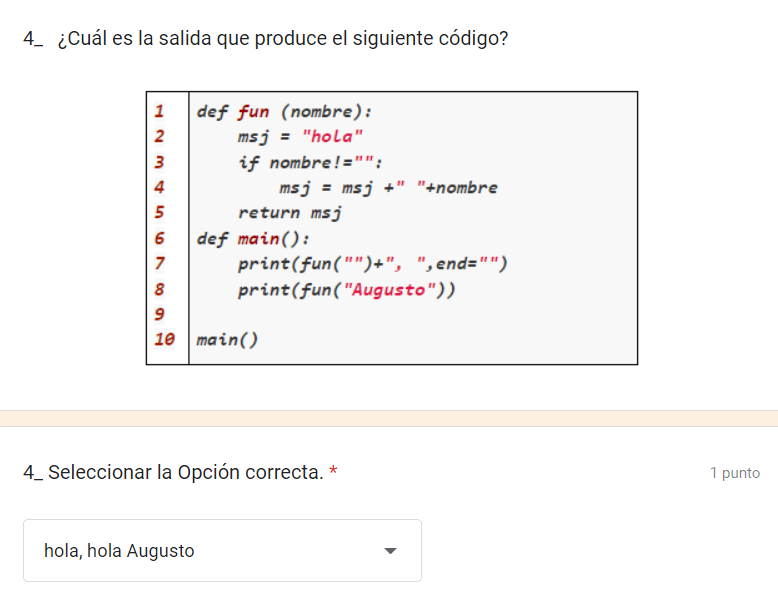 4_ ¿Cuál es la salida que produce el siguiente código?
1 def fun (nombre):
2 msj = "hola"
3 if nombre!="":
4 msj = msj +" "+nombre
5 return msj
6 def main():
7 print(fun("")+", ",end="")
8 print(fun("Augusto"))
9
10 main()
4_ Seleccionar la Opción correcta. * 1 punto
hola, hola Augusto